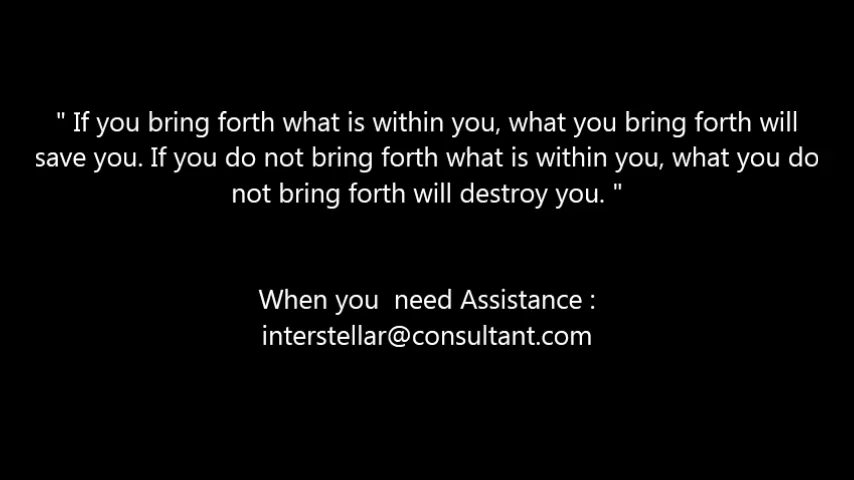 " If you bring forth what is within you, what you bring forth will
save you. If you do not bring forth what is within you, what you do
not bring forth will destroy you. "
When you  need Assistance :
interstellar@consultant.com